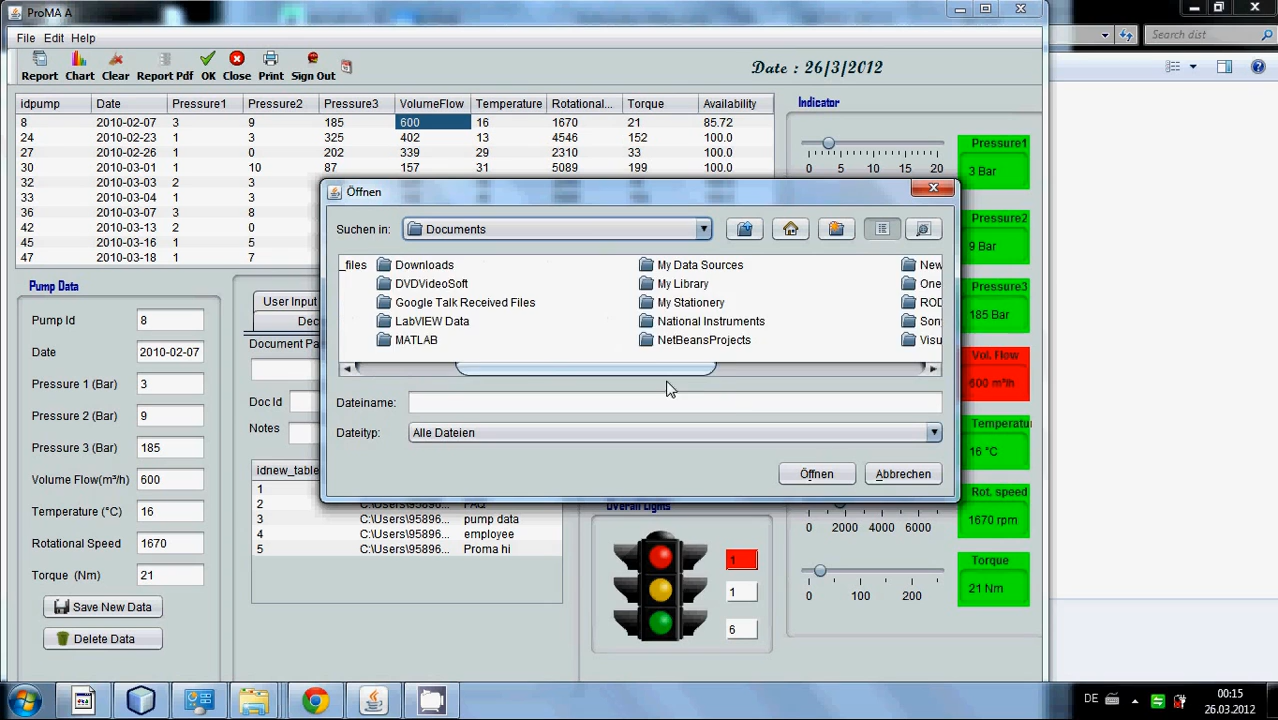 ProMA A
Search dist
File Edit Help
Report Chart Clear Report Pdf OK Close Print Sign Out
Date : 26/3/2012
idpump Date Pressure1 Pressure2 Pressure3 VolumeFlow Temperature Rotational... Torque Availability
8 2010-02-07 3 9 185 600 16 1670 21 85.72
24 2010-02-23 1 3 325 402 13 4546 152 100.0
27 2010-02-26 1 0 202 339 29 2310 33 100.0
30 2010-03-01 1 10 87 157 31 5089 199 100.0
32 2010-03-03 2 3
33 2010-03-04 1 3
36 2010-03-07 3 8
42 2010-03-13 2 0
45 2010-03-16 1 5
47 2010-03-18 1 7
Indicator
0 5 10 15 20
Pressure1
3 Bar
Pressure2
9 Bar
Pressure3
185 Bar
Vol. Flow
600 m³/h
Temperatur
16 °C
Rot. speed
1670 rpm
Torque
21 Nm
0 2000 4000 6000
0 100 200
Öffnen
Suchen in: Documents
_files Downloads My Data Sources New
DVDVideoSoft My Library One
Google Talk Received Files My Stationery ROD
LabVIEW Data National Instruments Son
MATLAB NetBeansProjects Visu
Dateiname:
Dateityp: Alle Dateien
Öffnen Abbrechen
Pump Data
Pump Id 8
Date 2010-02-07
Pressure 1 (Bar) 3
Pressure 2 (Bar) 9
Pressure 3 (Bar) 185
Volume Flow(m³/h) 600
Temperature (°C) 16
Rotational Speed 1670
Torque (Nm) 21
Save New Data
Delete Data
User Input
Dec
Document Pa
Doc Id
Notes
idnew_table
1
2 C:\Users\95896... FAQ
3 C:\Users\95896... pump data
4 C:\Users\95896... employee
5 C:\Users\95896... Proma hi
Overall Lights
1
1
6
DE
00:15
26.03.2012